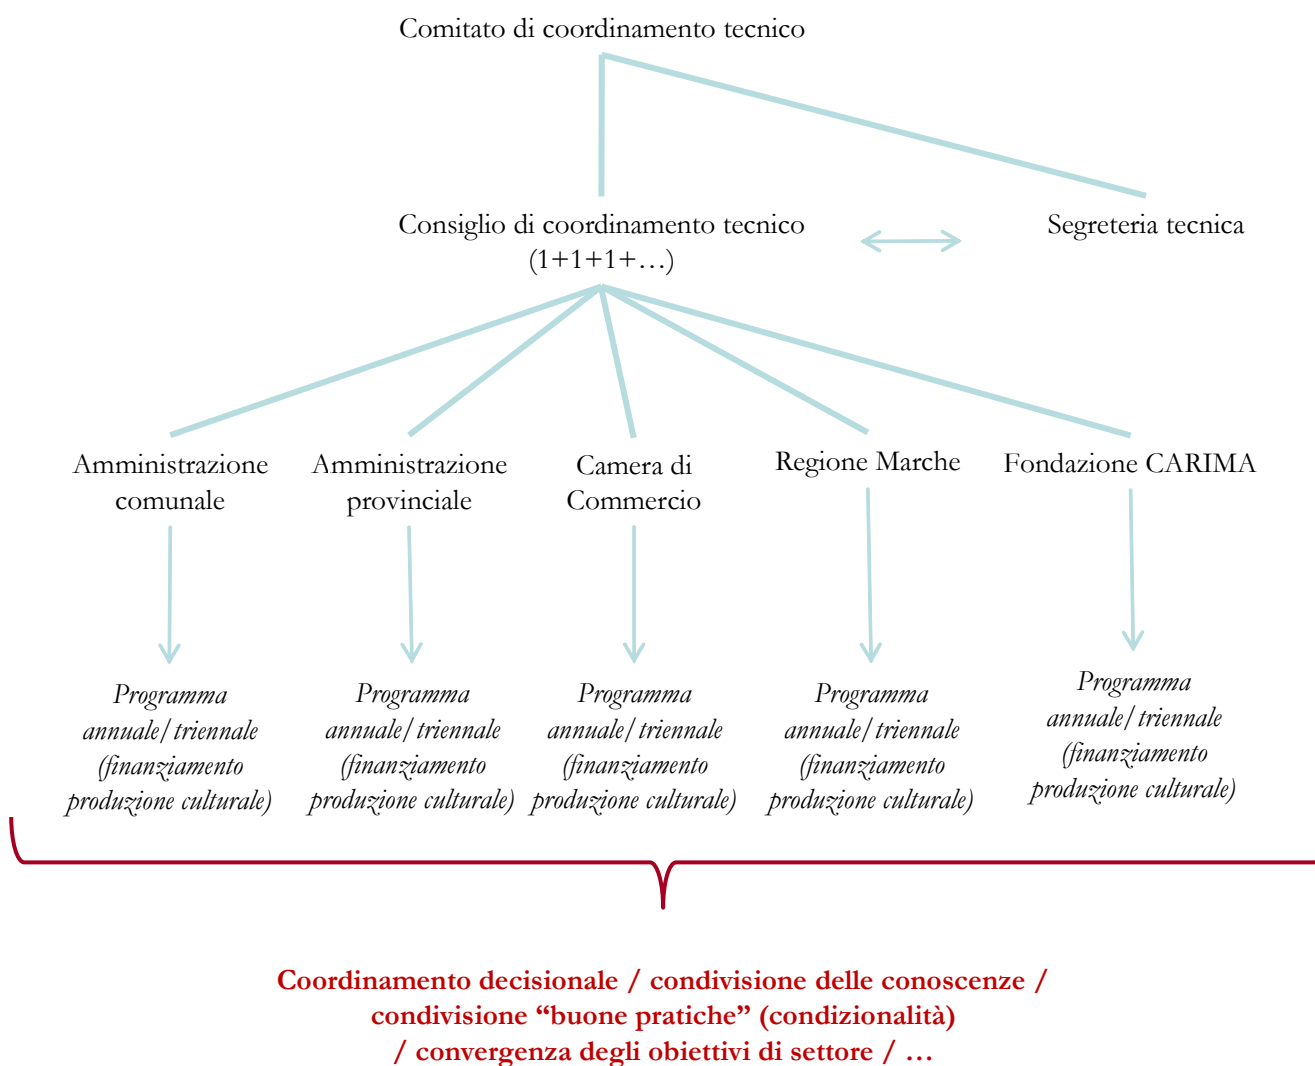 Comitato di coordinamento tecnico
Consiglio di coordinamento tecnico
(1+1+1+…)
Segreteria tecnica
Amministrazione
comunale
Amministrazione
provinciale
Camera di
Commercio
Regione Marche
Fondazione CARIMA
Programma
annuale/triennale
(finanziamento
produzione culturale)
Programma
annuale/triennale
(finanziamento
produzione culturale)
Programma
annuale/triennale
(finanziamento
produzione culturale)
Programma
annuale/triennale
(finanziamento
produzione culturale)
Programma
annuale/triennale
(finanziamento
produzione culturale)
Coordinamento decisionale / condivisione delle conoscenze /
condivisione “buone pratiche” (condizionalità)
/ convergenza degli obiettivi di settore / …